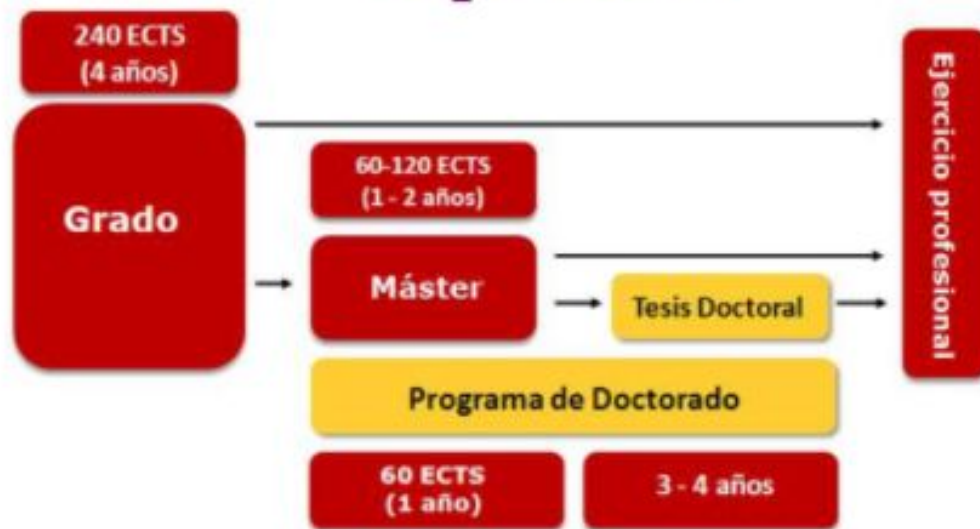 240 ECTS
(4 años)
Grado
60-120 ECTS
(1 - 2 años)
Máster
Tesis Doctoral
Programa de Doctorado
60 ECTS
(1 año)
3 - 4 años
Ejercicio profesional